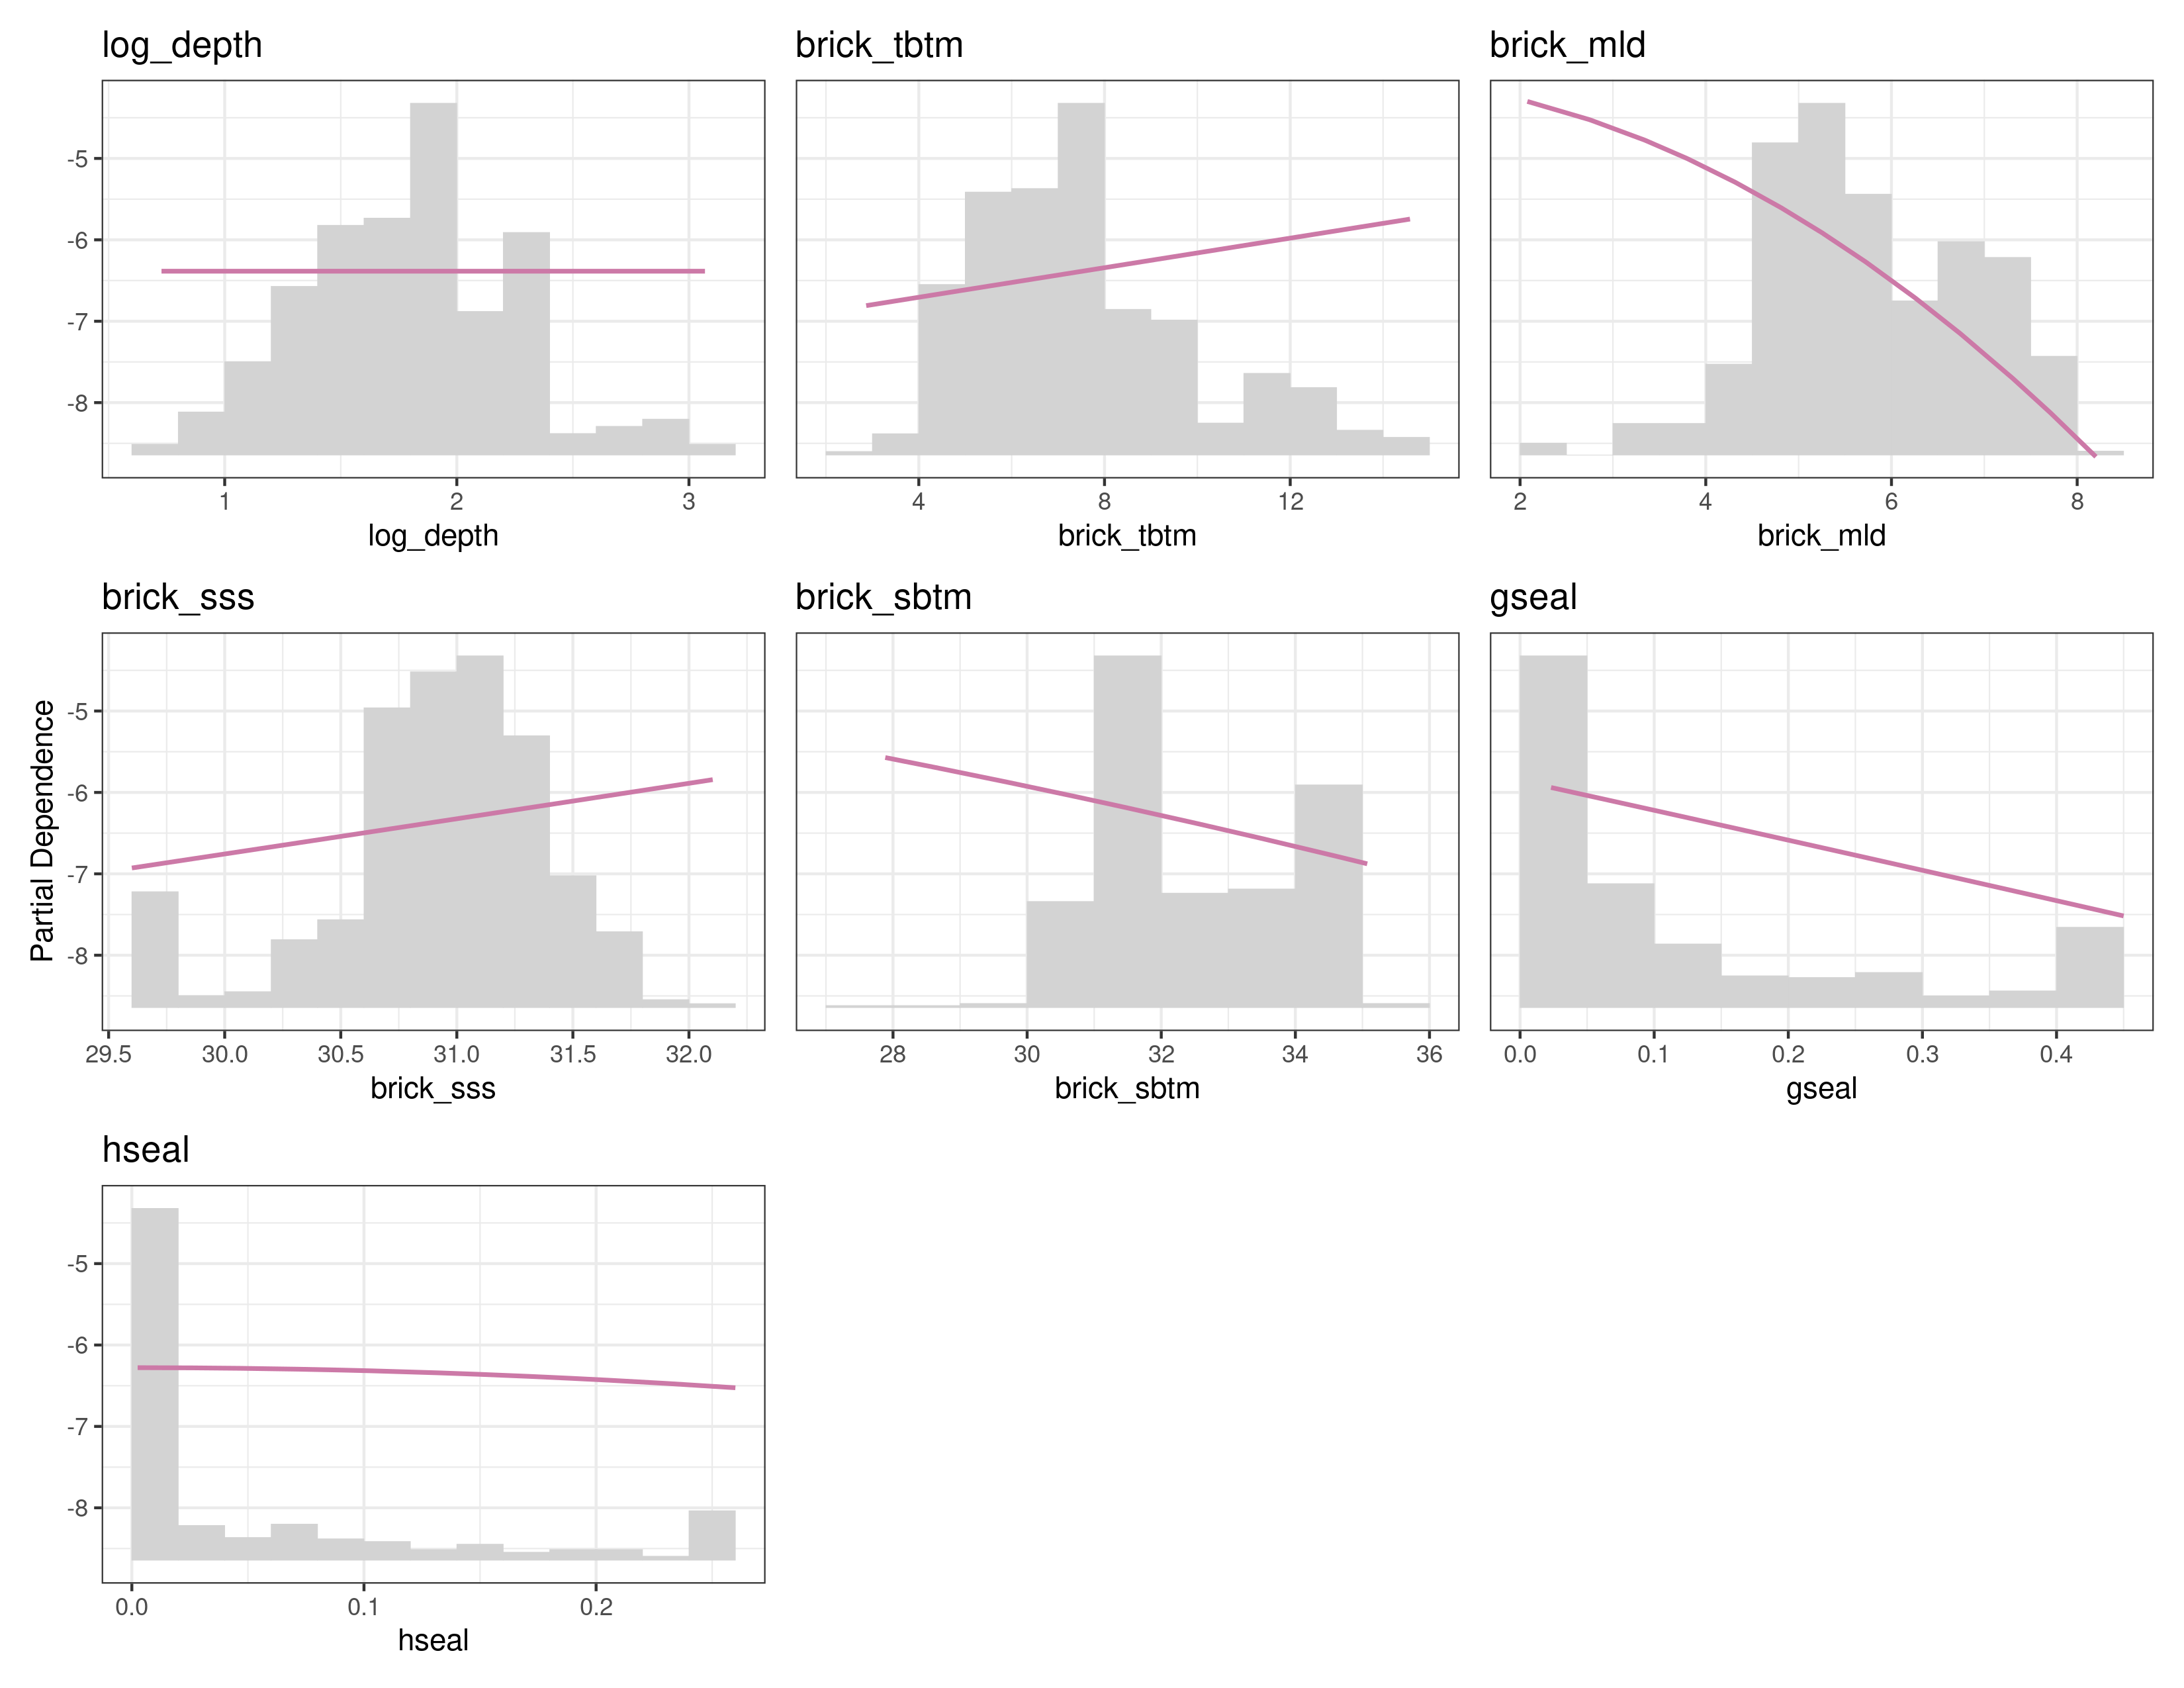 log_depth
brick_tbtm
brick_mld
-5
-6
-7
-8
1 2 3
4 8 12
2 4 6 8
log_depth
brick_tbtm
brick_mld
brick_sss
brick_sbtm
gseal
Partial Dependence
-5
-6
-7
-8
29.5 30.0 30.5 31.0 31.5 32.0
28 30 32 34 36
0.0 0.1 0.2 0.3 0.4
brick_sss
brick_sbtm
gseal
hseal
-5
-6
-7
-8
0.0 0.1 0.2
hseal